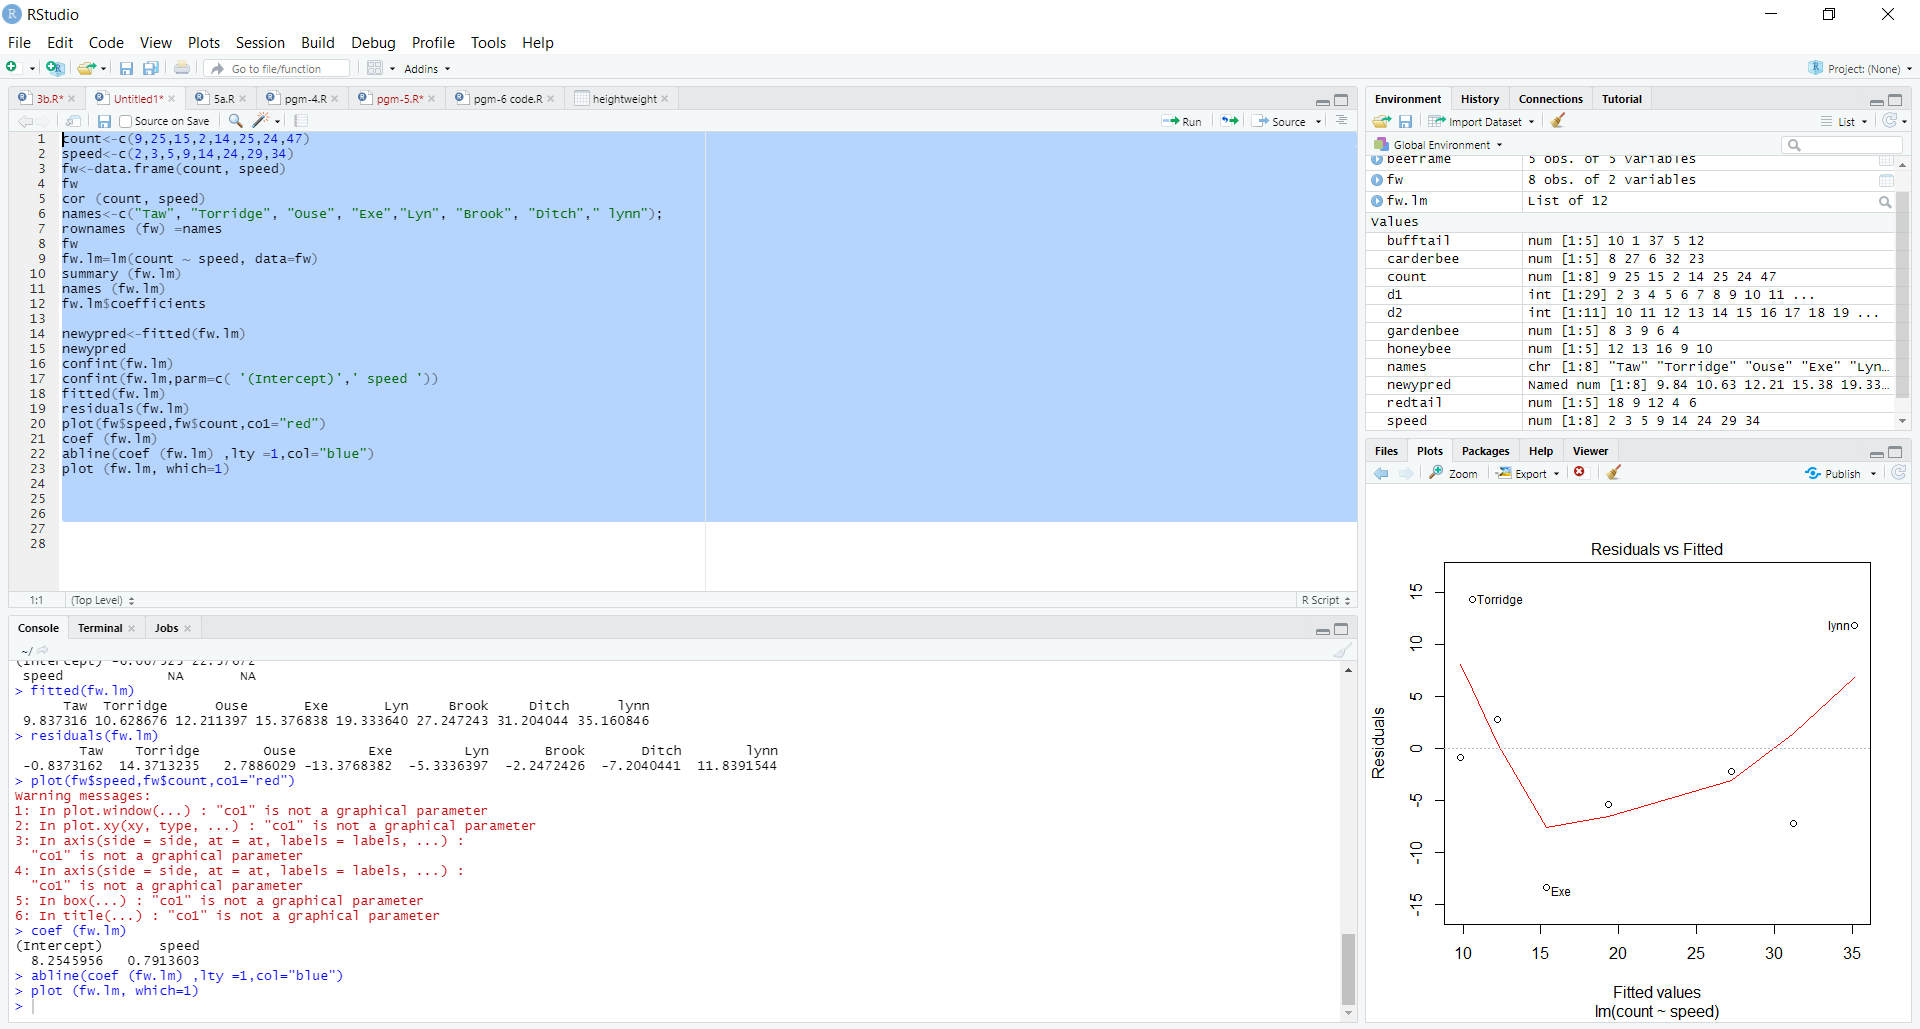 RStudio
File Edit Code View Plots Session Build Debug Profile Tools Help
Go to file/function Addins Project: (None)
3b.R* Untitled1* 5a.R pgm-4.R pgm-5.R* pgm-6 code.R heightweight
Source on Save Run Source
1 count<-c(9,25,15,2,14,25,24,47)
2 speed<-c(2,3,5,9,14,24,29,34)
3 fw<-data.frame(count, speed)
4 fw
5 cor (count, speed)
6 names<-c("Taw", "Torridge", "Ouse", "Exe","Lyn", "Brook", "Ditch"," lynn");
7 rownames (fw) =names
8 fw
9 fw.lm=lm(count ~ speed, data=fw)
10 summary (fw.lm)
11 names (fw.lm)
12 fw.lm$coefficients
13
14 newypred<-fitted(fw.lm)
15 newypred
16 confint(fw.lm)
17 confint(fw.lm,parm=c( '(Intercept)',' speed '))
18 fitted(fw.lm)
19 residuals(fw.lm)
20 plot(fw$speed,fw$count,co1="red")
21 coef (fw.lm)
22 abline(coef (fw.lm) ,lty =1,col="blue")
23 plot (fw.lm, which=1)
24
25
26
27
28
1:1 (Top Level) R Script
Console Terminal Jobs
~/
speed NA NA
> fitted(fw.lm)
Taw Torridge Ouse Exe Lyn Brook Ditch lynn
9.837316 10.628676 12.211397 15.376838 19.333640 27.247243 31.204044 35.160846
> residuals(fw.lm)
Taw Torridge Ouse Exe Lyn Brook Ditch lynn
-0.8373162 14.3713235 2.7886029 -13.3768382 -5.3336397 -2.2472426 -7.2040441 11.8391544
> plot(fw$speed,fw$count,co1="red")
Warning messages:
1: In plot.window(...) : "co1" is not a graphical parameter
2: In plot.xy(xy, type, ...) : "co1" is not a graphical parameter
3: In axis(side = side, at = at, labels = labels, ...) :
"co1" is not a graphical parameter
4: In axis(side = side, at = at, labels = labels, ...) :
"co1" is not a graphical parameter
5: In box(...) : "co1" is not a graphical parameter
6: In title(...) : "co1" is not a graphical parameter
> coef (fw.lm)
(Intercept) speed
8.2545956 0.7913603
> abline(coef (fw.lm) ,lty =1,col="blue")
> plot (fw.lm, which=1)
>
Environment History Connections Tutorial
Import Dataset List
Global Environment
beeframe 5 obs. of 5 variables
fw 8 obs. of 2 variables
fw.lm List of 12
Values
bufftail num [1:5] 10 1 37 5 12
carderbee num [1:5] 8 27 6 32 23
count num [1:8] 9 25 15 2 14 25 24 47
d1 int [1:29] 2 3 4 5 6 7 8 9 10 11 ...
d2 int [1:11] 10 11 12 13 14 15 16 17 18 19 ...
gardenbee num [1:5] 8 3 9 6 4
honeybee num [1:5] 12 13 16 9 10
names chr [1:8] "Taw" "Torridge" "Ouse" "Exe" "Lyn…
newypred Named num [1:8] 9.84 10.63 12.21 15.38 19.33…
redtail num [1:5] 18 9 12 4 6
speed num [1:8] 2 3 5 9 14 24 29 34
Files Plots Packages Help Viewer
Zoom Export Publish
Residuals vs Fitted
Residuals
15
10
5
0
-5
-10
-15
Torridge
lynn
Exe
10 15 20 25 30 35
Fitted values
lm(count ~ speed)